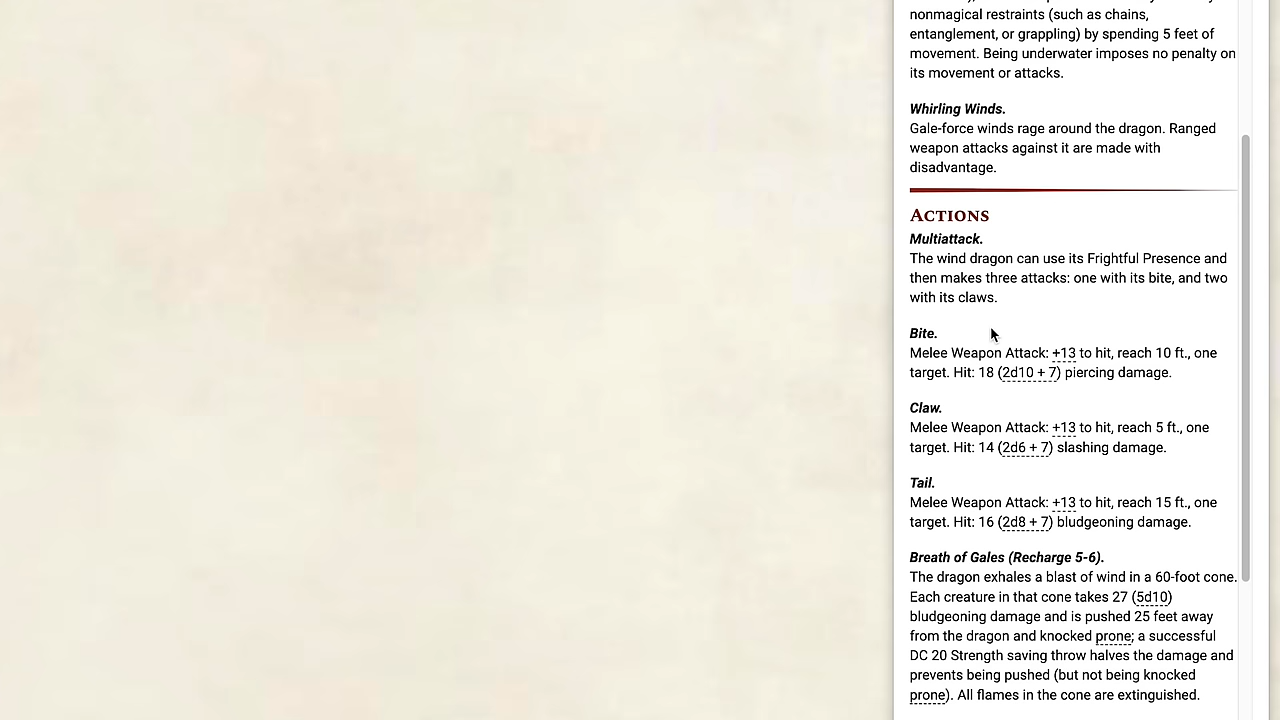 nonmagical restraints (such as chains,
entanglement, or grappling) by spending 5 feet of
movement. Being underwater imposes no penalty on
its movement or attacks.
Whirling Winds.
Gale-force winds rage around the dragon. Ranged
weapon attacks against it are made with
disadvantage.
Actions
Multiattack.
The wind dragon can use its Frightful Presence and
then makes three attacks: one with its bite, and two
with its claws.
Bite.
Melee Weapon Attack: +13 to hit, reach 10 ft., one
target. Hit: 18 (2d10 + 7) piercing damage.
Claw.
Melee Weapon Attack: +13 to hit, reach 5 ft., one
target. Hit: 14 (2d6 + 7) slashing damage.
Tail.
Melee Weapon Attack: +13 to hit, reach 15 ft., one
target. Hit: 16 (2d8 + 7) bludgeoning damage.
Breath of Gales (Recharge 5-6).
The dragon exhales a blast of wind in a 60-foot cone.
Each creature in that cone takes 27 (5d10)
bludgeoning damage and is pushed 25 feet away
from the dragon and knocked prone; a successful
DC 20 Strength saving throw halves the damage and
prevents being pushed (but not being knocked
prone). All flames in the cone are extinguished.